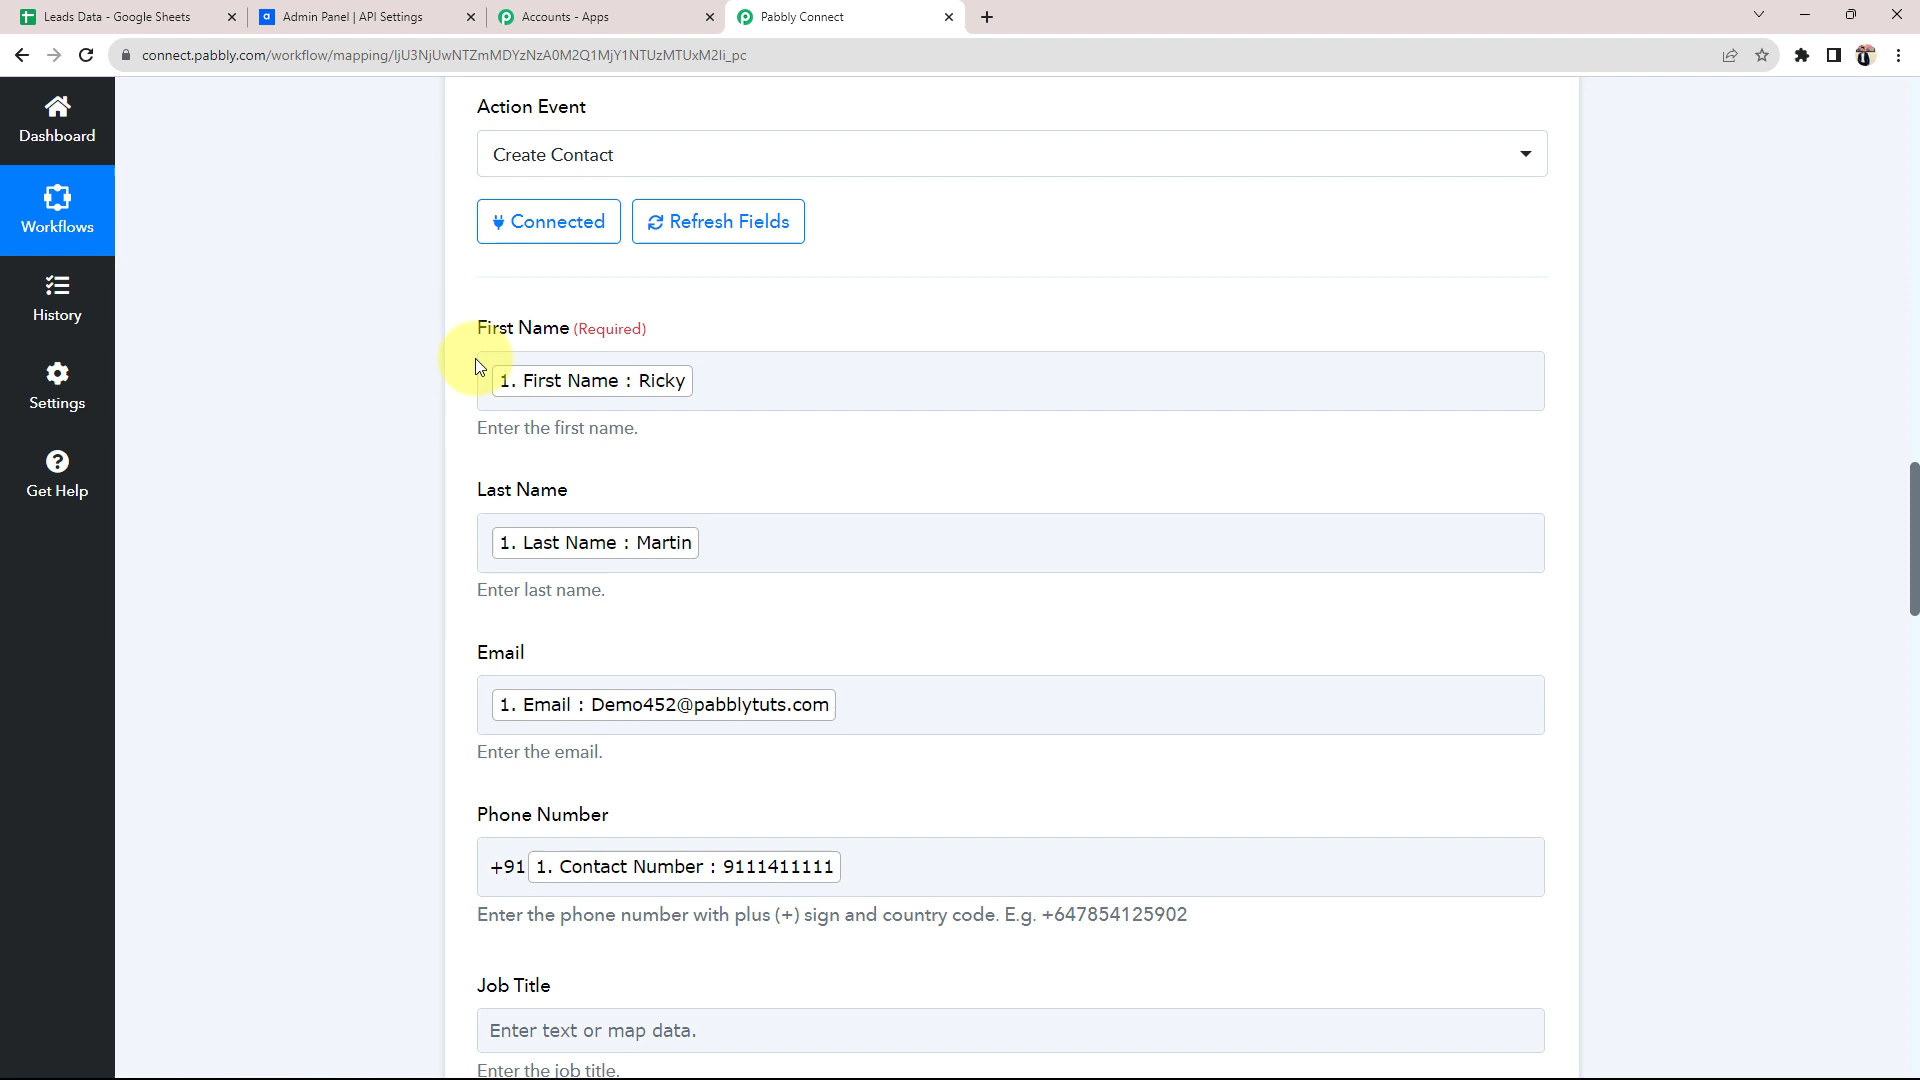 Leads Data - Google Sheets
Admin Panel | API Settings
Accounts - Apps
Pabbly Connect
connect.pabbly.com/workflow/mapping/IjU3NjUwNTZmMDYzNzA0M2Q1MjY1NTUzMTUxM2Ii_pc
Dashboard
Workflows
History
Settings
Get Help
Action Event
Create Contact
Connected
Refresh Fields
First Name (Required)
1. First Name : Ricky
Enter the first name.
Last Name
1. Last Name : Martin
Enter last name.
Email
1. Email : Demo452@pabblytuts.com
Enter the email.
Phone Number
+91 1. Contact Number : 9111411111
Enter the phone number with plus (+) sign and country code. E.g. +647854125902
Job Title
Enter text or map data.
Enter the job title.